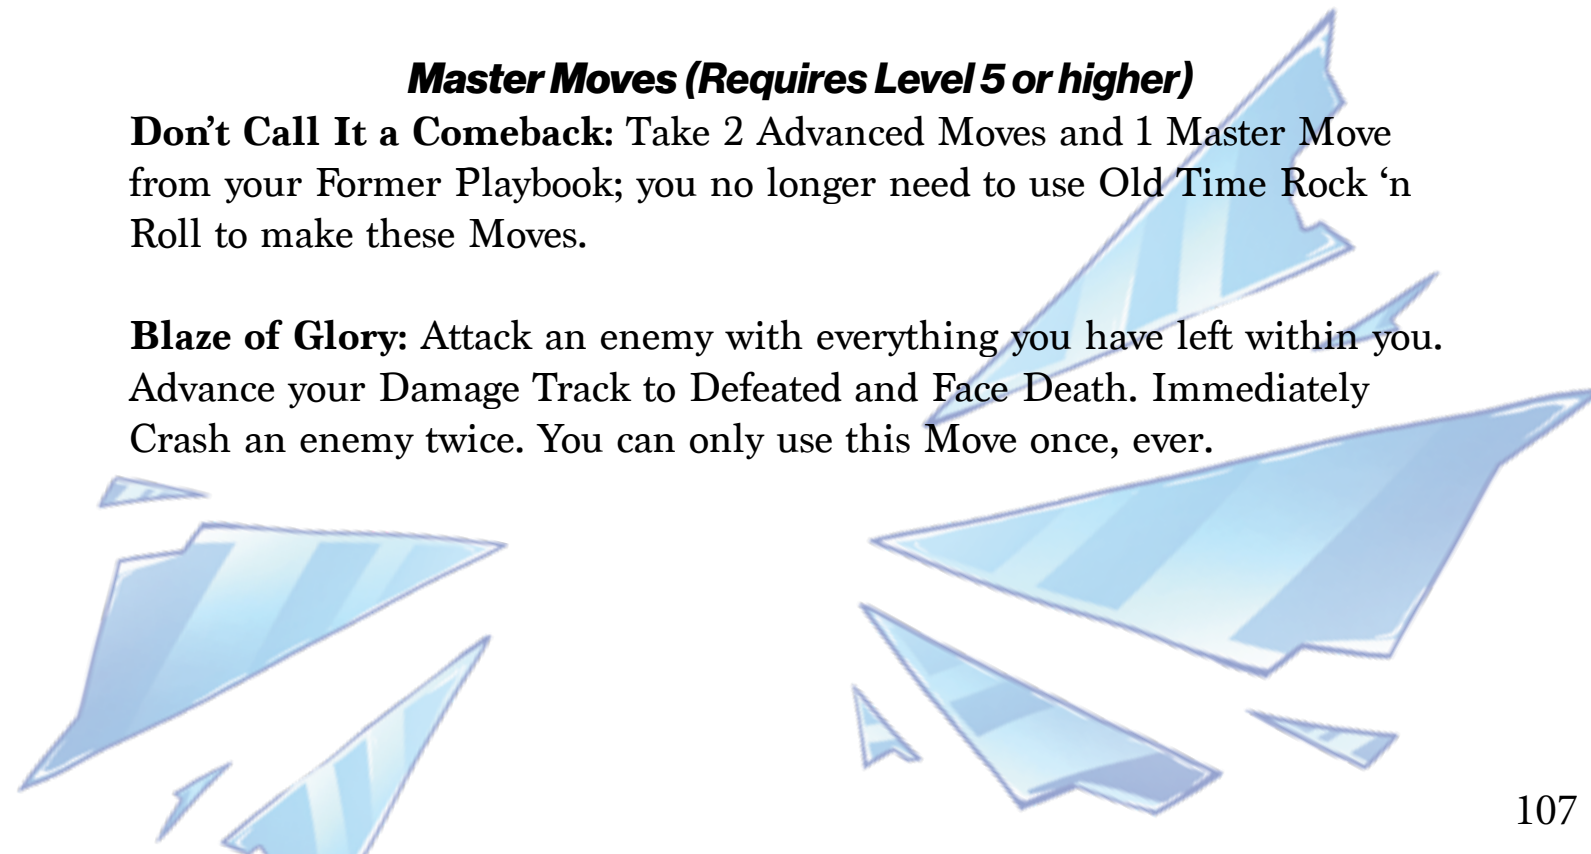 Master Moves (Requires Level 5 or higher)
Don’t Call It a Comeback: Take 2 Advanced Moves and 1 Master Move
from your Former Playbook; you no longer need to use Old Time Rock ‘n
Roll to make these Moves.
Blaze of Glory: Attack an enemy with everything you have left within you.
Advance your Damage Track to Defeated and Face Death. Immediately
Crash an enemy twice. You can only use this Move once, ever.
107